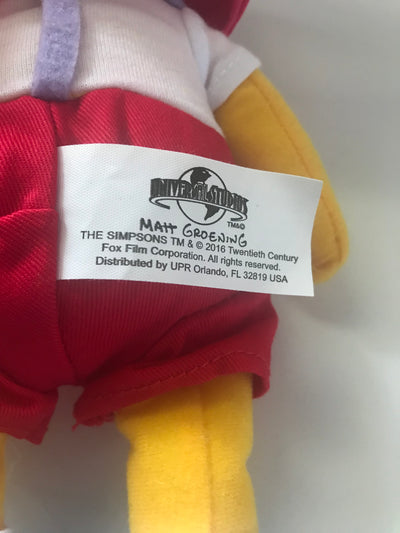 UNIVERSAL STUDIOS
TM&©
MATT GROENING
THE SIMPSONS TM & © 2016 Twentieth Century
Fox Film Corporation. All rights reserved.
Distributed by UPR Orlando, FL 32819 USA